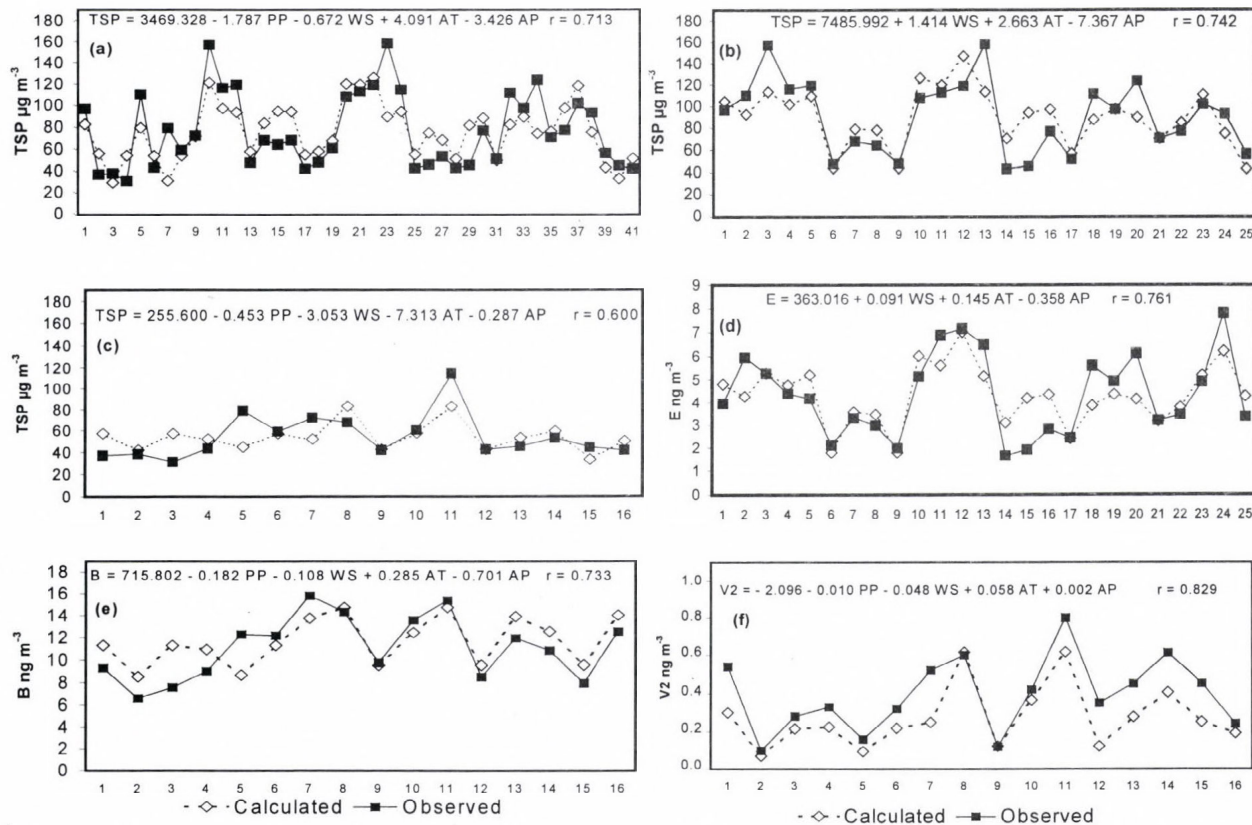 TSP = 3469.328 - 1.787 PP - 0.672 WS + 4.091 AT - 3.426 AP r = 0.713
(a)
TSP µg m-3
180
160
140
120
100
80
60
40
20
0
1 3 5 7 9 11 13 15 17 19 21 23 25 27 29 31 33 35 37 39 41
TSP = 7485.992 + 1.414 WS + 2.663 AT - 7.367 AP r = 0.742
(b)
TSP µg m-3
180
160
140
120
100
80
60
40
20
0
1 2 3 4 5 6 7 8 9 10 11 12 13 14 15 16 17 18 19 20 21 22 23 24 25
TSP = 255.600 - 0.453 PP - 3.053 WS - 7.313 AT - 0.287 AP r = 0.600
(c)
TSP µg m-3
180
160
140
120
100
80
60
40
20
0
1 2 3 4 5 6 7 8 9 10 11 12 13 14 15 16
E = 363.016 + 0.091 WS + 0.145 AT - 0.358 AP r = 0.761
(d)
E ng m-3
9
8
7
6
5
4
3
2
1
0
1 2 3 4 5 6 7 8 9 10 11 12 13 14 15 16 17 18 19 20 21 22 23 24 25
B = 715.802 - 0.182 PP - 0.108 WS + 0.285 AT - 0.701 AP r = 0.733
(e)
B ng m-3
18
16
14
12
10
8
6
4
2
0
1 2 3 4 5 6 7 8 9 10 11 12 13 14 15 16
Calculated Observed
V2 = - 2.096 - 0.010 PP - 0.048 WS + 0.058 AT + 0.002 AP r = 0.829
(f)
V2 ng m-3
1.0
0.8
0.6
0.4
0.2
0.0
1 2 3 4 5 6 7 8 9 10 11 12 13 14 15 16
Calculated Observed